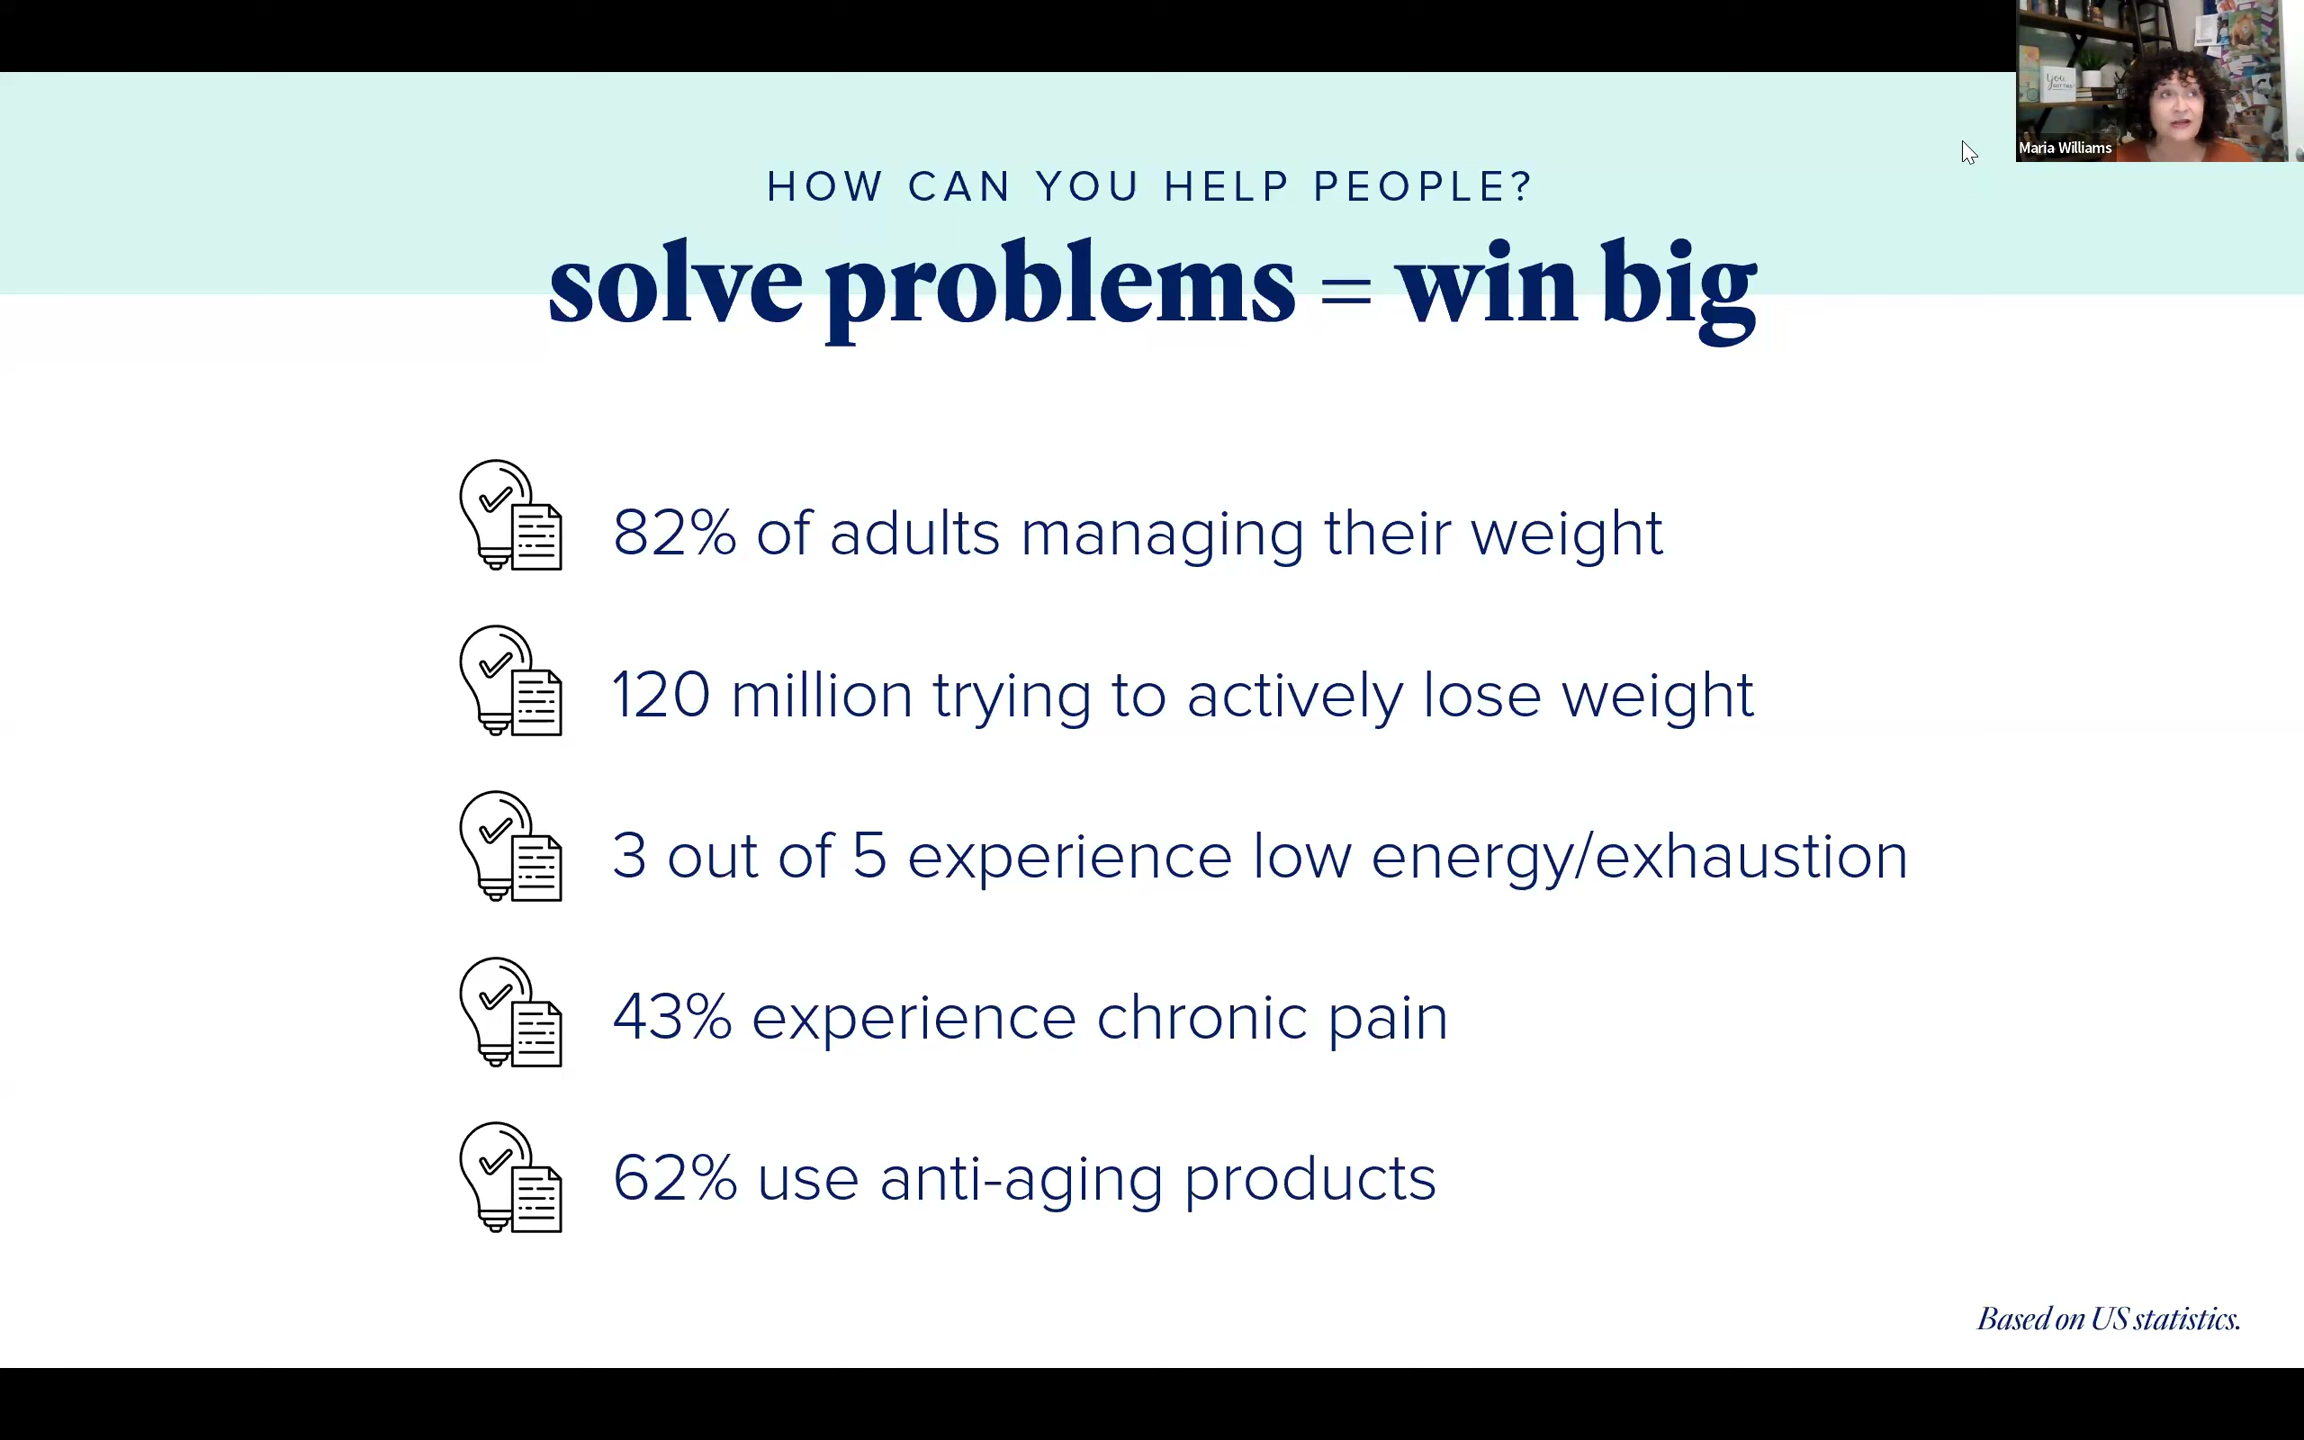 Maria Williams
HOW CAN YOU HELP PEOPLE?
solve problems = win big
82% of adults managing their weight
120 million trying to actively lose weight
3 out of 5 experience low energy/exhaustion
43% experience chronic pain
62% use anti-aging products
Based on US statistics.